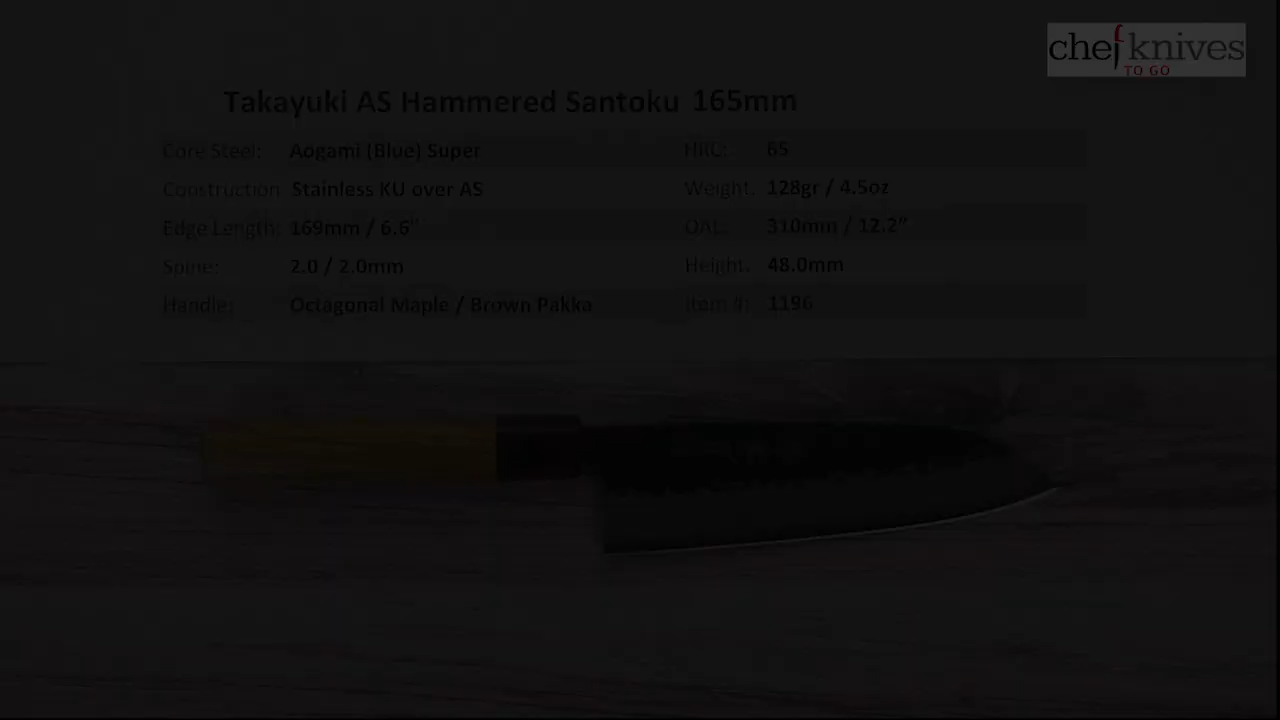 chef knives
TO GO
Takayuki AS Hammered Santoku 165mm
Core Steel: Aogami (Blue) Super HRC: 65
Construction Stainless KU over AS Weight: 128gr / 4.5oz
Edge Length: 169mm / 6.6" OAL: 310mm / 12.2"
Spine: 2.0 / 2.0mm Height: 48.0mm
Handle: Octagonal Maple / Brown Pakka Item #: 1196